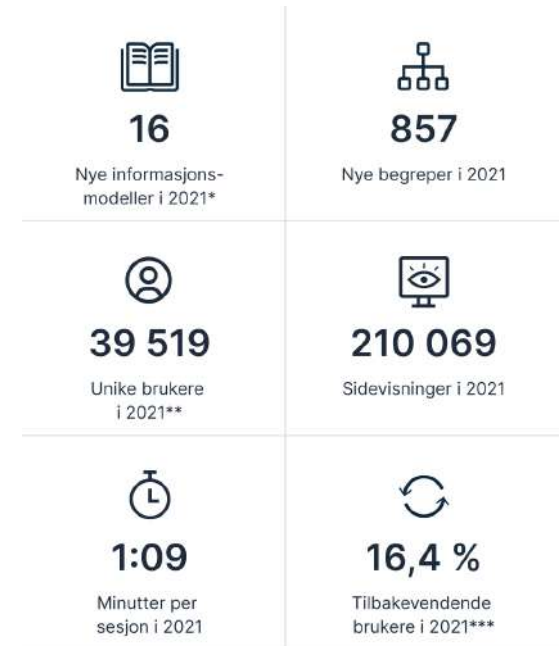 16
Nye informasjons-
modeller i 2021*
857
Nye begreper i 2021
39 519
Unike brukere
i 2021**
210 069
Sidevisninger i 2021
1:09
Minutter per
sesjon i 2021
16,4 %
Tilbakevendende
brukere i 2021***